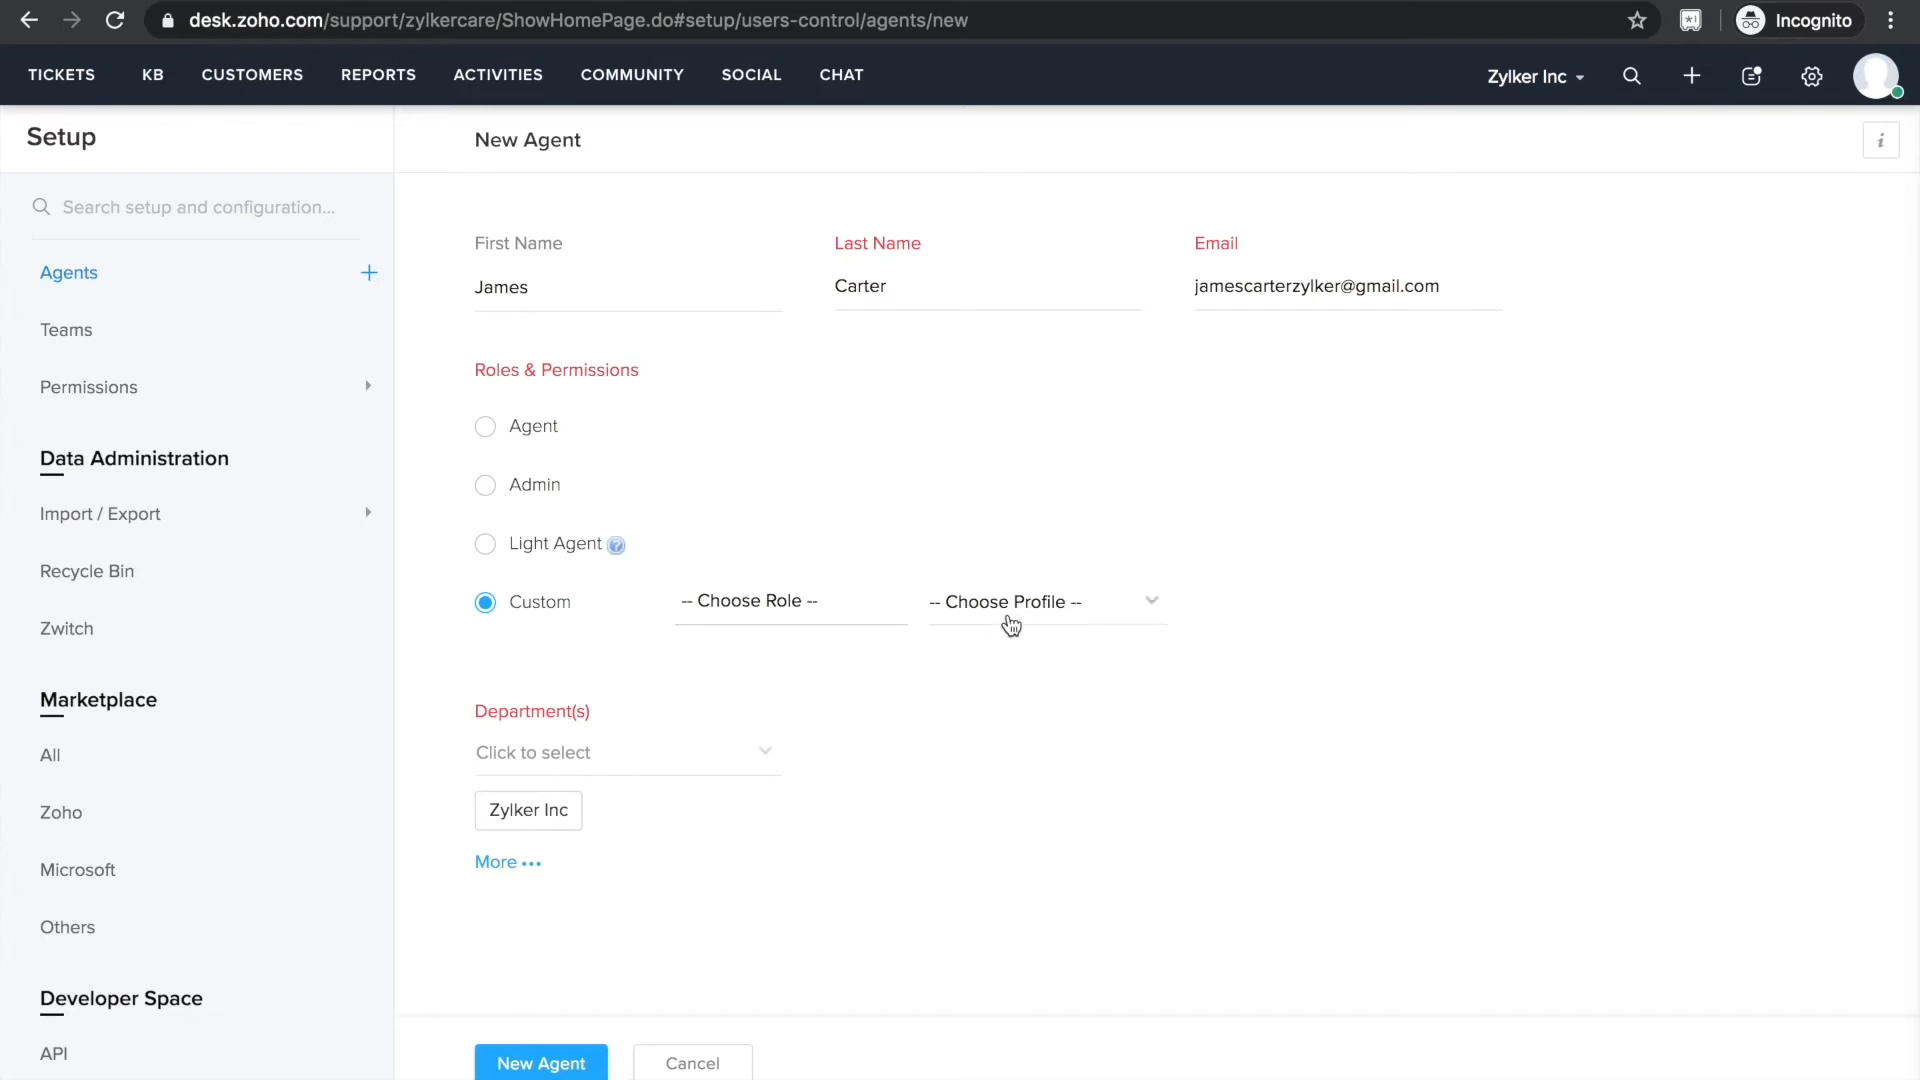 desk.zoho.com/support/zylkercare/ShowHomePage.do#setup/users-control/agents/new
Incognito
TICKETS KB CUSTOMERS REPORTS ACTIVITIES COMMUNITY SOCIAL CHAT
Zylker Inc
Setup
New Agent
i
Search setup and configuration...
First Name
Last Name
Email
Agents
James
Carter
jamescarterzylker@gmail.com
Teams
Roles & Permissions
Permissions
Agent
Data Administration
Admin
Import / Export
Light Agent ?
Recycle Bin
Custom
-- Choose Role --
-- Choose Profile --
Zwitch
Marketplace
Department(s)
All
Click to select
Zoho
Zylker Inc
Microsoft
More •••
Others
Developer Space
API
New Agent
Cancel